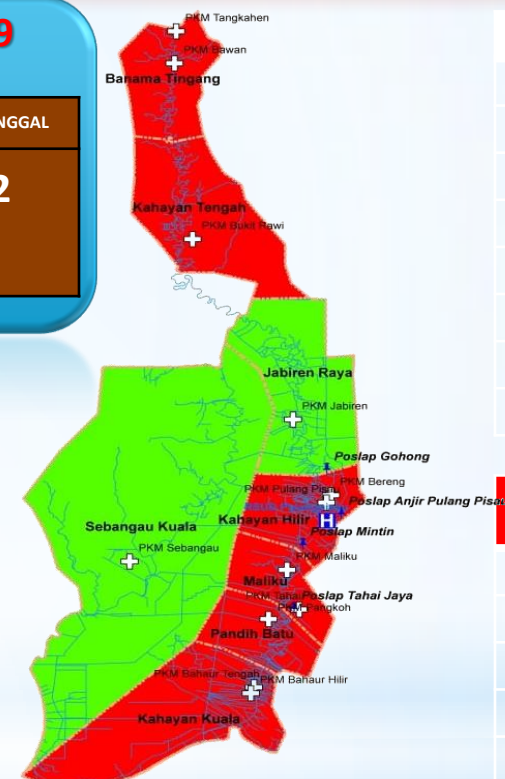 9
NGGAL
2
PKM Tangkahen
PKM Bawan
Banama Tingang
Kahayan Tengah
PKM Bukit Rawi
Jabiren Raya
PKM Jabiren
Poslap Gohong
PKM Bereng
PKM Pulang Pisau
Poslap Anjir Pulang Pisau
Kahayan Hilir
H
Poslap Mintin
Sebangau Kuala
PKM Sebangau
PKM Maliku
Maliku
PKM Tahai
Poslap Tahai Jaya
PKM Pangkoh
Pandih Batu
PKM Bahaur Tengah
PKM Bahaur Hilir
Kahayan Kuala